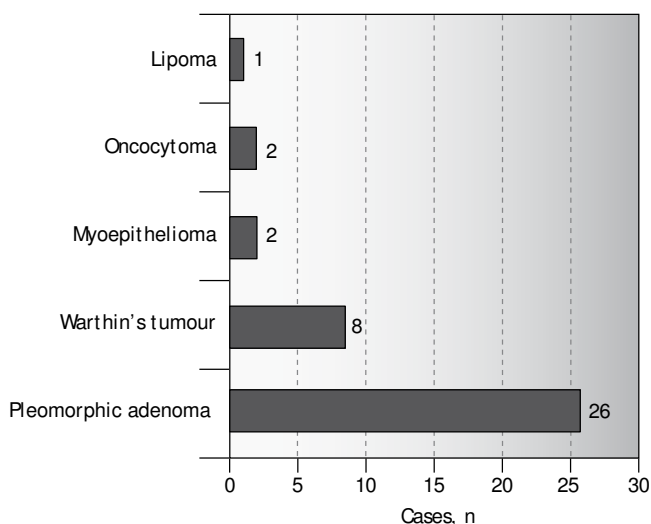 Lipoma 1
Oncocytoma 2
Myoepithelioma 2
Warthin's tumour 8
Pleomorphic adenoma 26
0 5 10 15 20 25 30
Cases, n